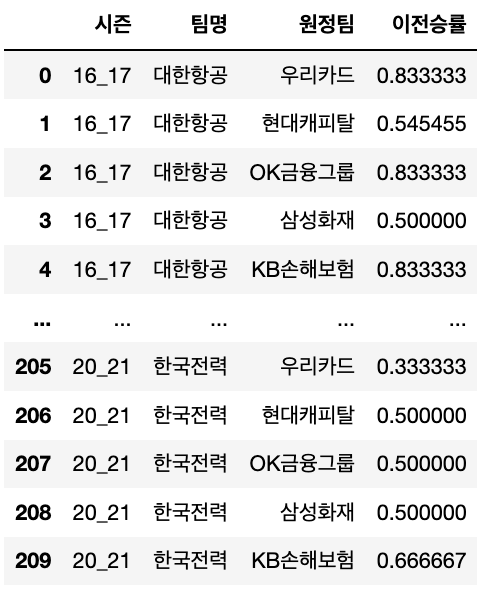 시즌 팀명 원정팀 이전승률
0 16_17 대한항공 우리카드 0.833333
1 16_17 대한항공 현대캐피탈 0.545455
2 16_17 대한항공 OK금융그룹 0.833333
3 16_17 대한항공 삼성화재 0.500000
4 16_17 대한항공 KB손해보험 0.833333
... ... ... ... ...
205 20_21 한국전력 우리카드 0.333333
206 20_21 한국전력 현대캐피탈 0.500000
207 20_21 한국전력 OK금융그룹 0.500000
208 20_21 한국전력 삼성화재 0.500000
209 20_21 한국전력 KB손해보험 0.666667